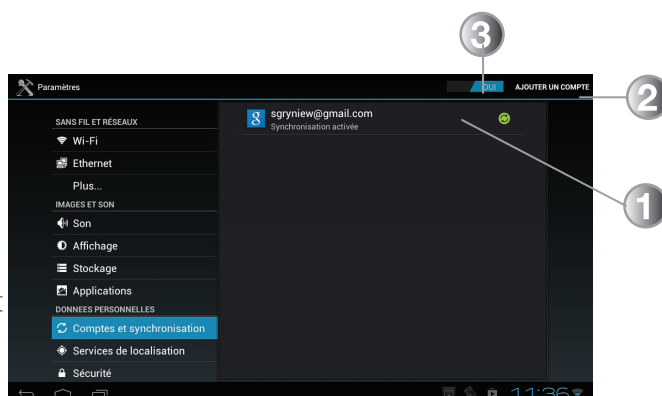 3
Paramètres
OUI
AJOUTER UN COMPTE
2
SANS FIL ET RÉSEAUX
sgryniew@gmail.com
Synchronisation activée
Wi-Fi
Ethernet
Plus...
1
IMAGES ET SON
Son
Affichage
Stockage
Applications
DONNEES PERSONNELLES
Comptes et synchronisation
Services de localisation
Sécurité
11:36